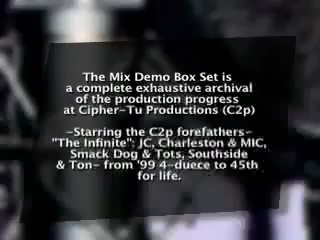 The Mix Demo Box Set is
a complete exhaustive archival
of the production progress
at Cipher-Tu Productions (C2p)
-Starring the C2p forefathers-
"The Infinite": JC, Charleston & MIC,
Smack Dog & Tots, Southside
& Ton- from '99 4-duece to 45th
for life.